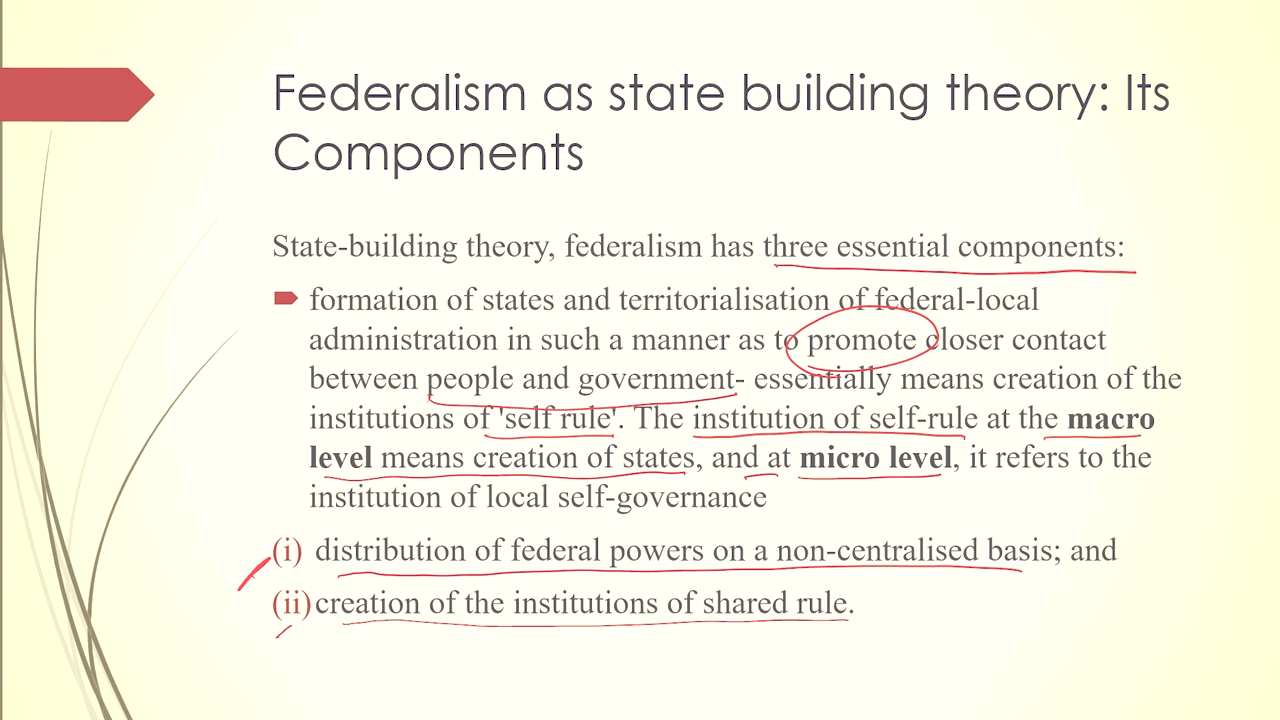 Federalism as state building theory: Its
Components
State-building theory, federalism has three essential components:
formation of states and territorialisation of federal-local
administration in such a manner as to promote closer contact
between people and government- essentially means creation of the
institutions of 'self rule'. The institution of self-rule at the macro
level means creation of states, and at micro level, it refers to the
institution of local self-governance
(i) distribution of federal powers on a non-centralised basis; and
(ii) creation of the institutions of shared rule.